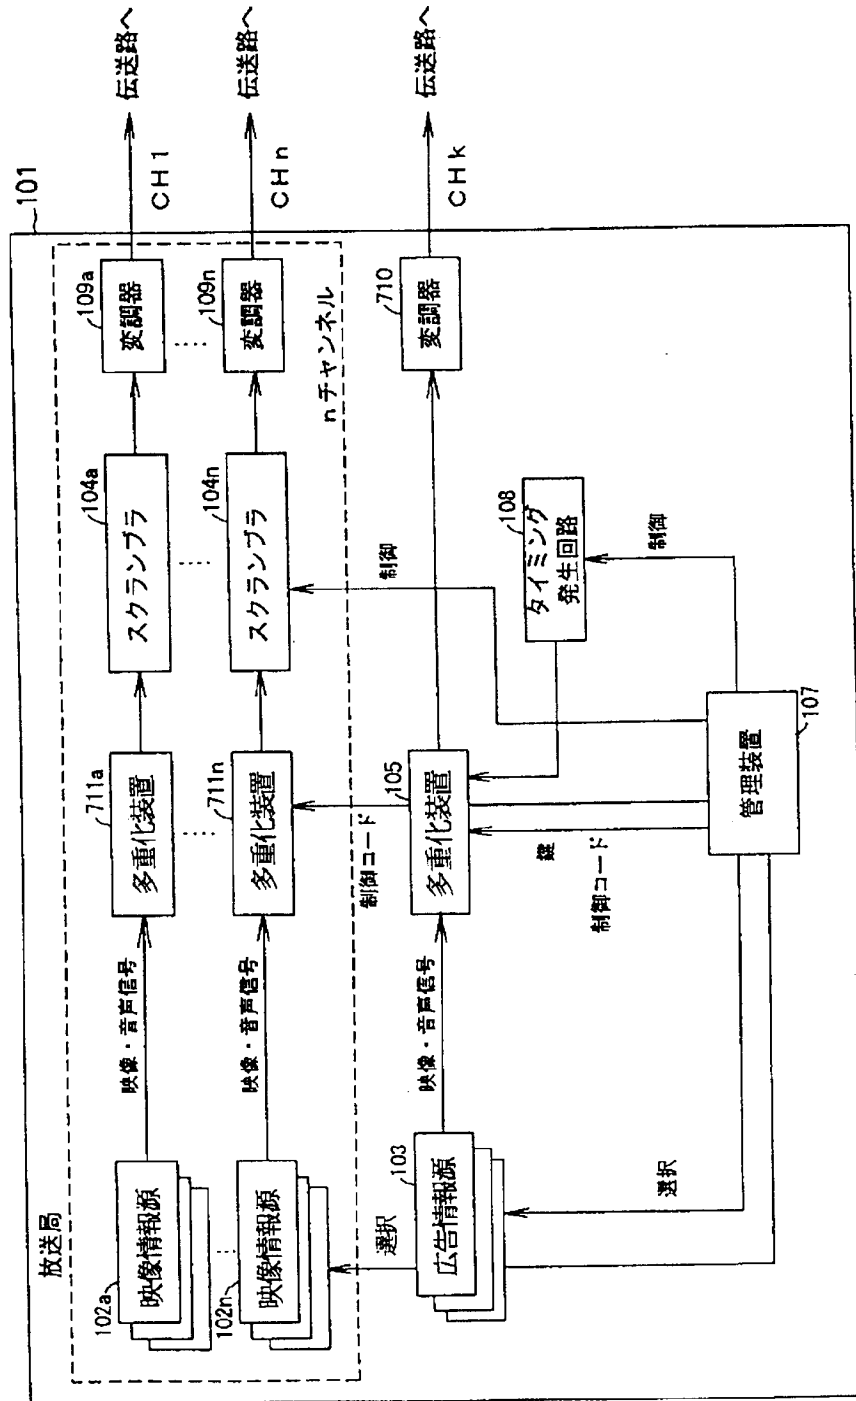 放送局
101
102a
映像情報源
映像・音声信号
711a
多重化装置
104a
スクランブラ
109a
変調器
CH1
伝送路へ
102n
映像情報源
映像・音声信号
711n
多重化装置
104n
スクランブラ
109n
変調器
CHn
伝送路へ
nチャンネル
選択
制御コード
制御
103
広告情報源
映像・音声信号
105
多重化装置
710
変調器
CHk
伝送路へ
鍵
制御コード
108
タイミング
発生回路
制御
選択
管理装置
107